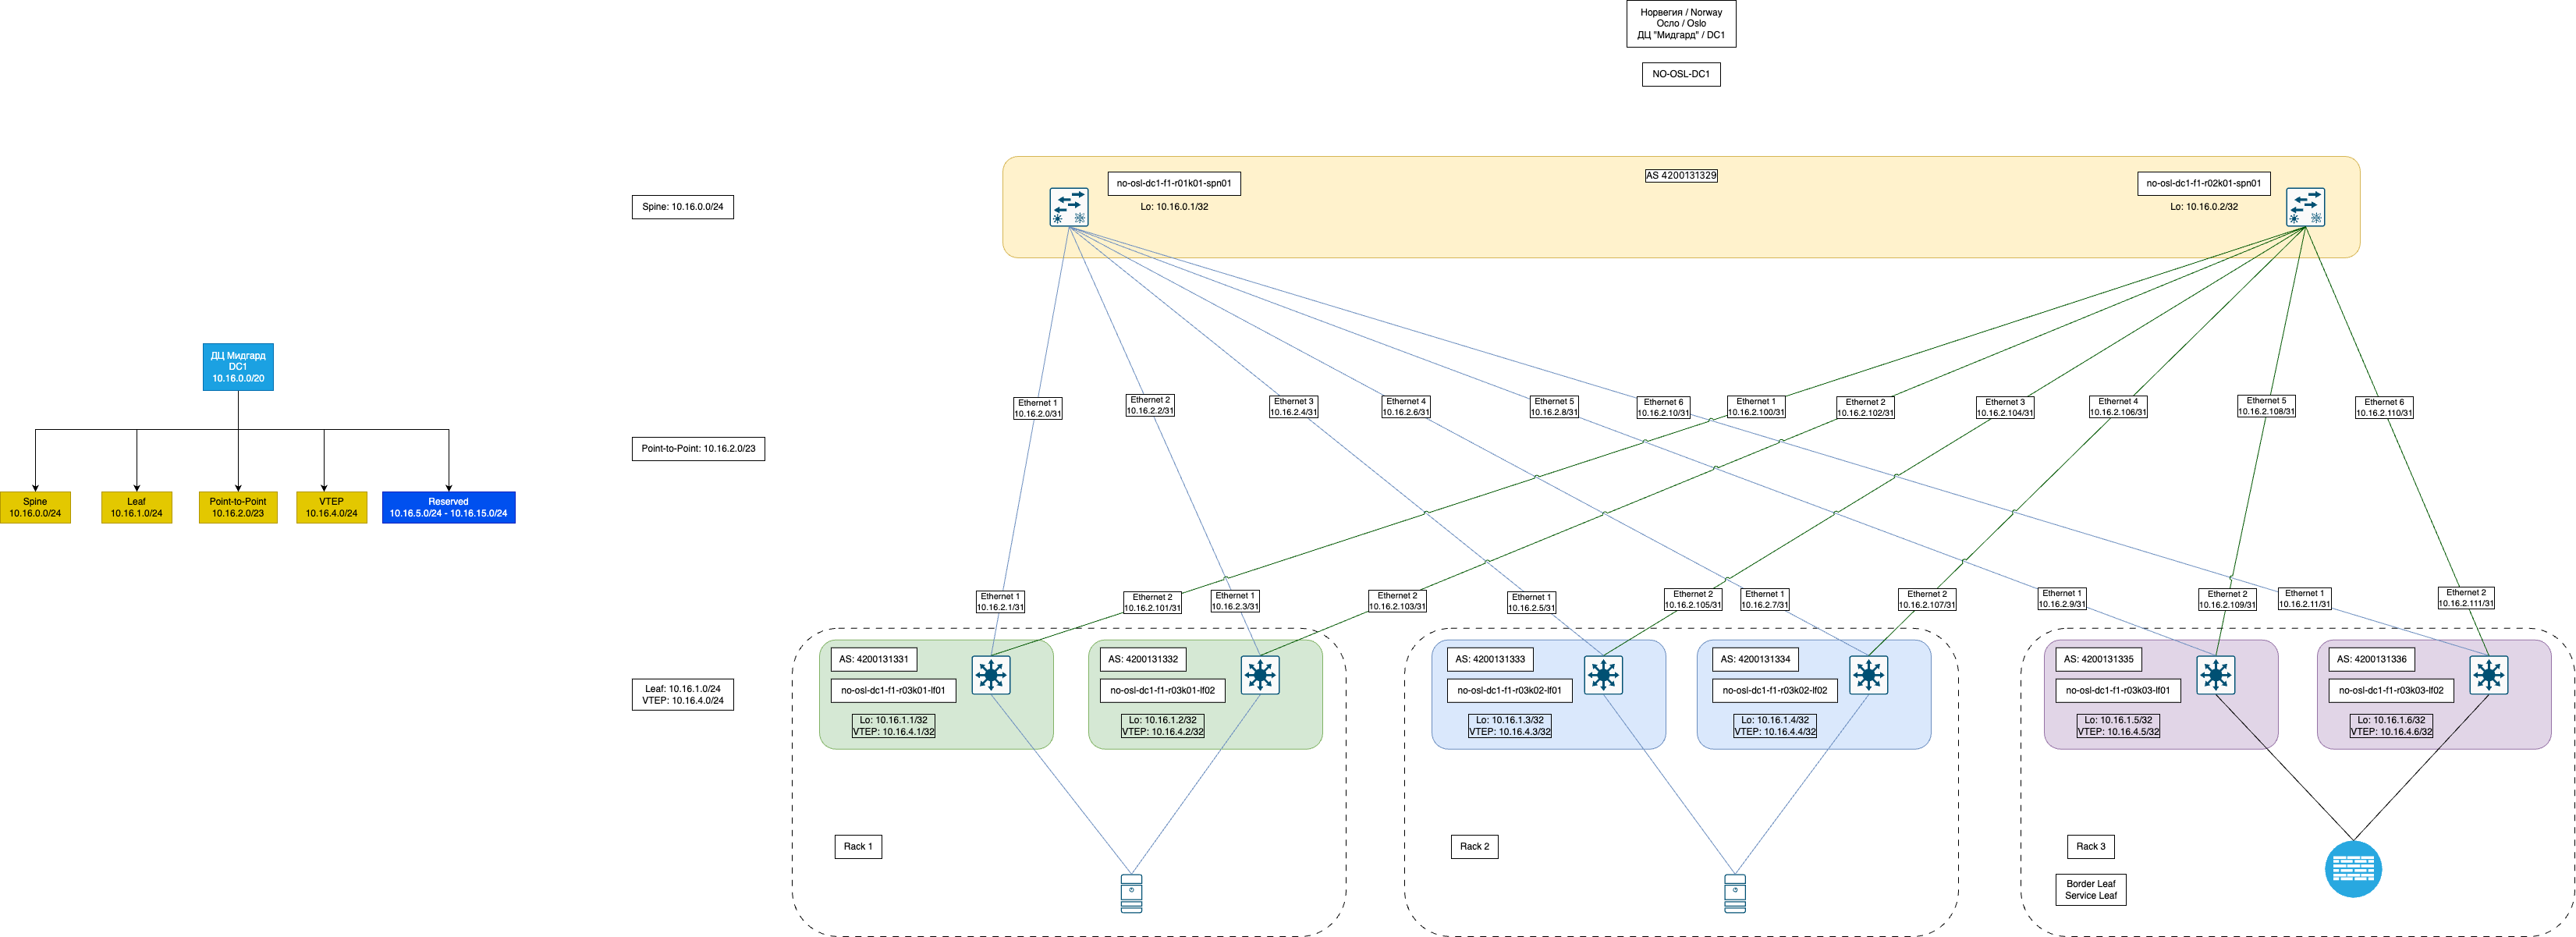 Норвегия / Norway
Осло / Oslo
ДЦ "Мидгард" / DC1
NO-OSL-DC1
AS 4200131329
no-osl-dc1-f1-r01k01-spn01
Lo: 10.16.0.1/32
no-osl-dc1-f1-r02k01-spn01
Lo: 10.16.0.2/32
Spine: 10.16.0.0/24
ДЦ Мидгард
DC1
10.16.0.0/20
Spine
10.16.0.0/24
Leaf
10.16.1.0/24
Point-to-Point
10.16.2.0/23
VTEP
10.16.4.0/24
Reserved
10.16.5.0/24 - 10.16.15.0/24
Point-to-Point: 10.16.2.0/23
Ethernet 1
10.16.2.0/31
Ethernet 2
10.16.2.2/31
Ethernet 3
10.16.2.4/31
Ethernet 4
10.16.2.6/31
Ethernet 5
10.16.2.8/31
Ethernet 6
10.16.2.10/31
Ethernet 1
10.16.2.100/31
Ethernet 2
10.16.2.102/31
Ethernet 3
10.16.2.104/31
Ethernet 4
10.16.2.106/31
Ethernet 5
10.16.2.108/31
Ethernet 6
10.16.2.110/31
Ethernet 1
10.16.2.1/31
Ethernet 2
10.16.2.101/31
Ethernet 1
10.16.2.3/31
Ethernet 2
10.16.2.103/31
Ethernet 1
10.16.2.5/31
Ethernet 2
10.16.2.105/31
Ethernet 1
10.16.2.7/31
Ethernet 2
10.16.2.107/31
Ethernet 1
10.16.2.9/31
Ethernet 2
10.16.2.109/31
Ethernet 1
10.16.2.11/31
Ethernet 2
10.16.2.111/31
Leaf: 10.16.1.0/24
VTEP: 10.16.4.0/24
AS: 4200131331
no-osl-dc1-f1-r03k01-lf01
Lo: 10.16.1.1/32
VTEP: 10.16.4.1/32
AS: 4200131332
no-osl-dc1-f1-r03k01-lf02
Lo: 10.16.1.2/32
VTEP: 10.16.4.2/32
AS: 4200131333
no-osl-dc1-f1-r03k02-lf01
Lo: 10.16.1.3/32
VTEP: 10.16.4.3/32
AS: 4200131334
no-osl-dc1-f1-r03k02-lf02
Lo: 10.16.1.4/32
VTEP: 10.16.4.4/32
AS: 4200131335
no-osl-dc1-f1-r03k03-lf01
Lo: 10.16.1.5/32
VTEP: 10.16.4.5/32
AS: 4200131336
no-osl-dc1-f1-r03k03-lf02
Lo: 10.16.1.6/32
VTEP: 10.16.4.6/32
Rack 1
Rack 2
Rack 3
Border Leaf
Service Leaf